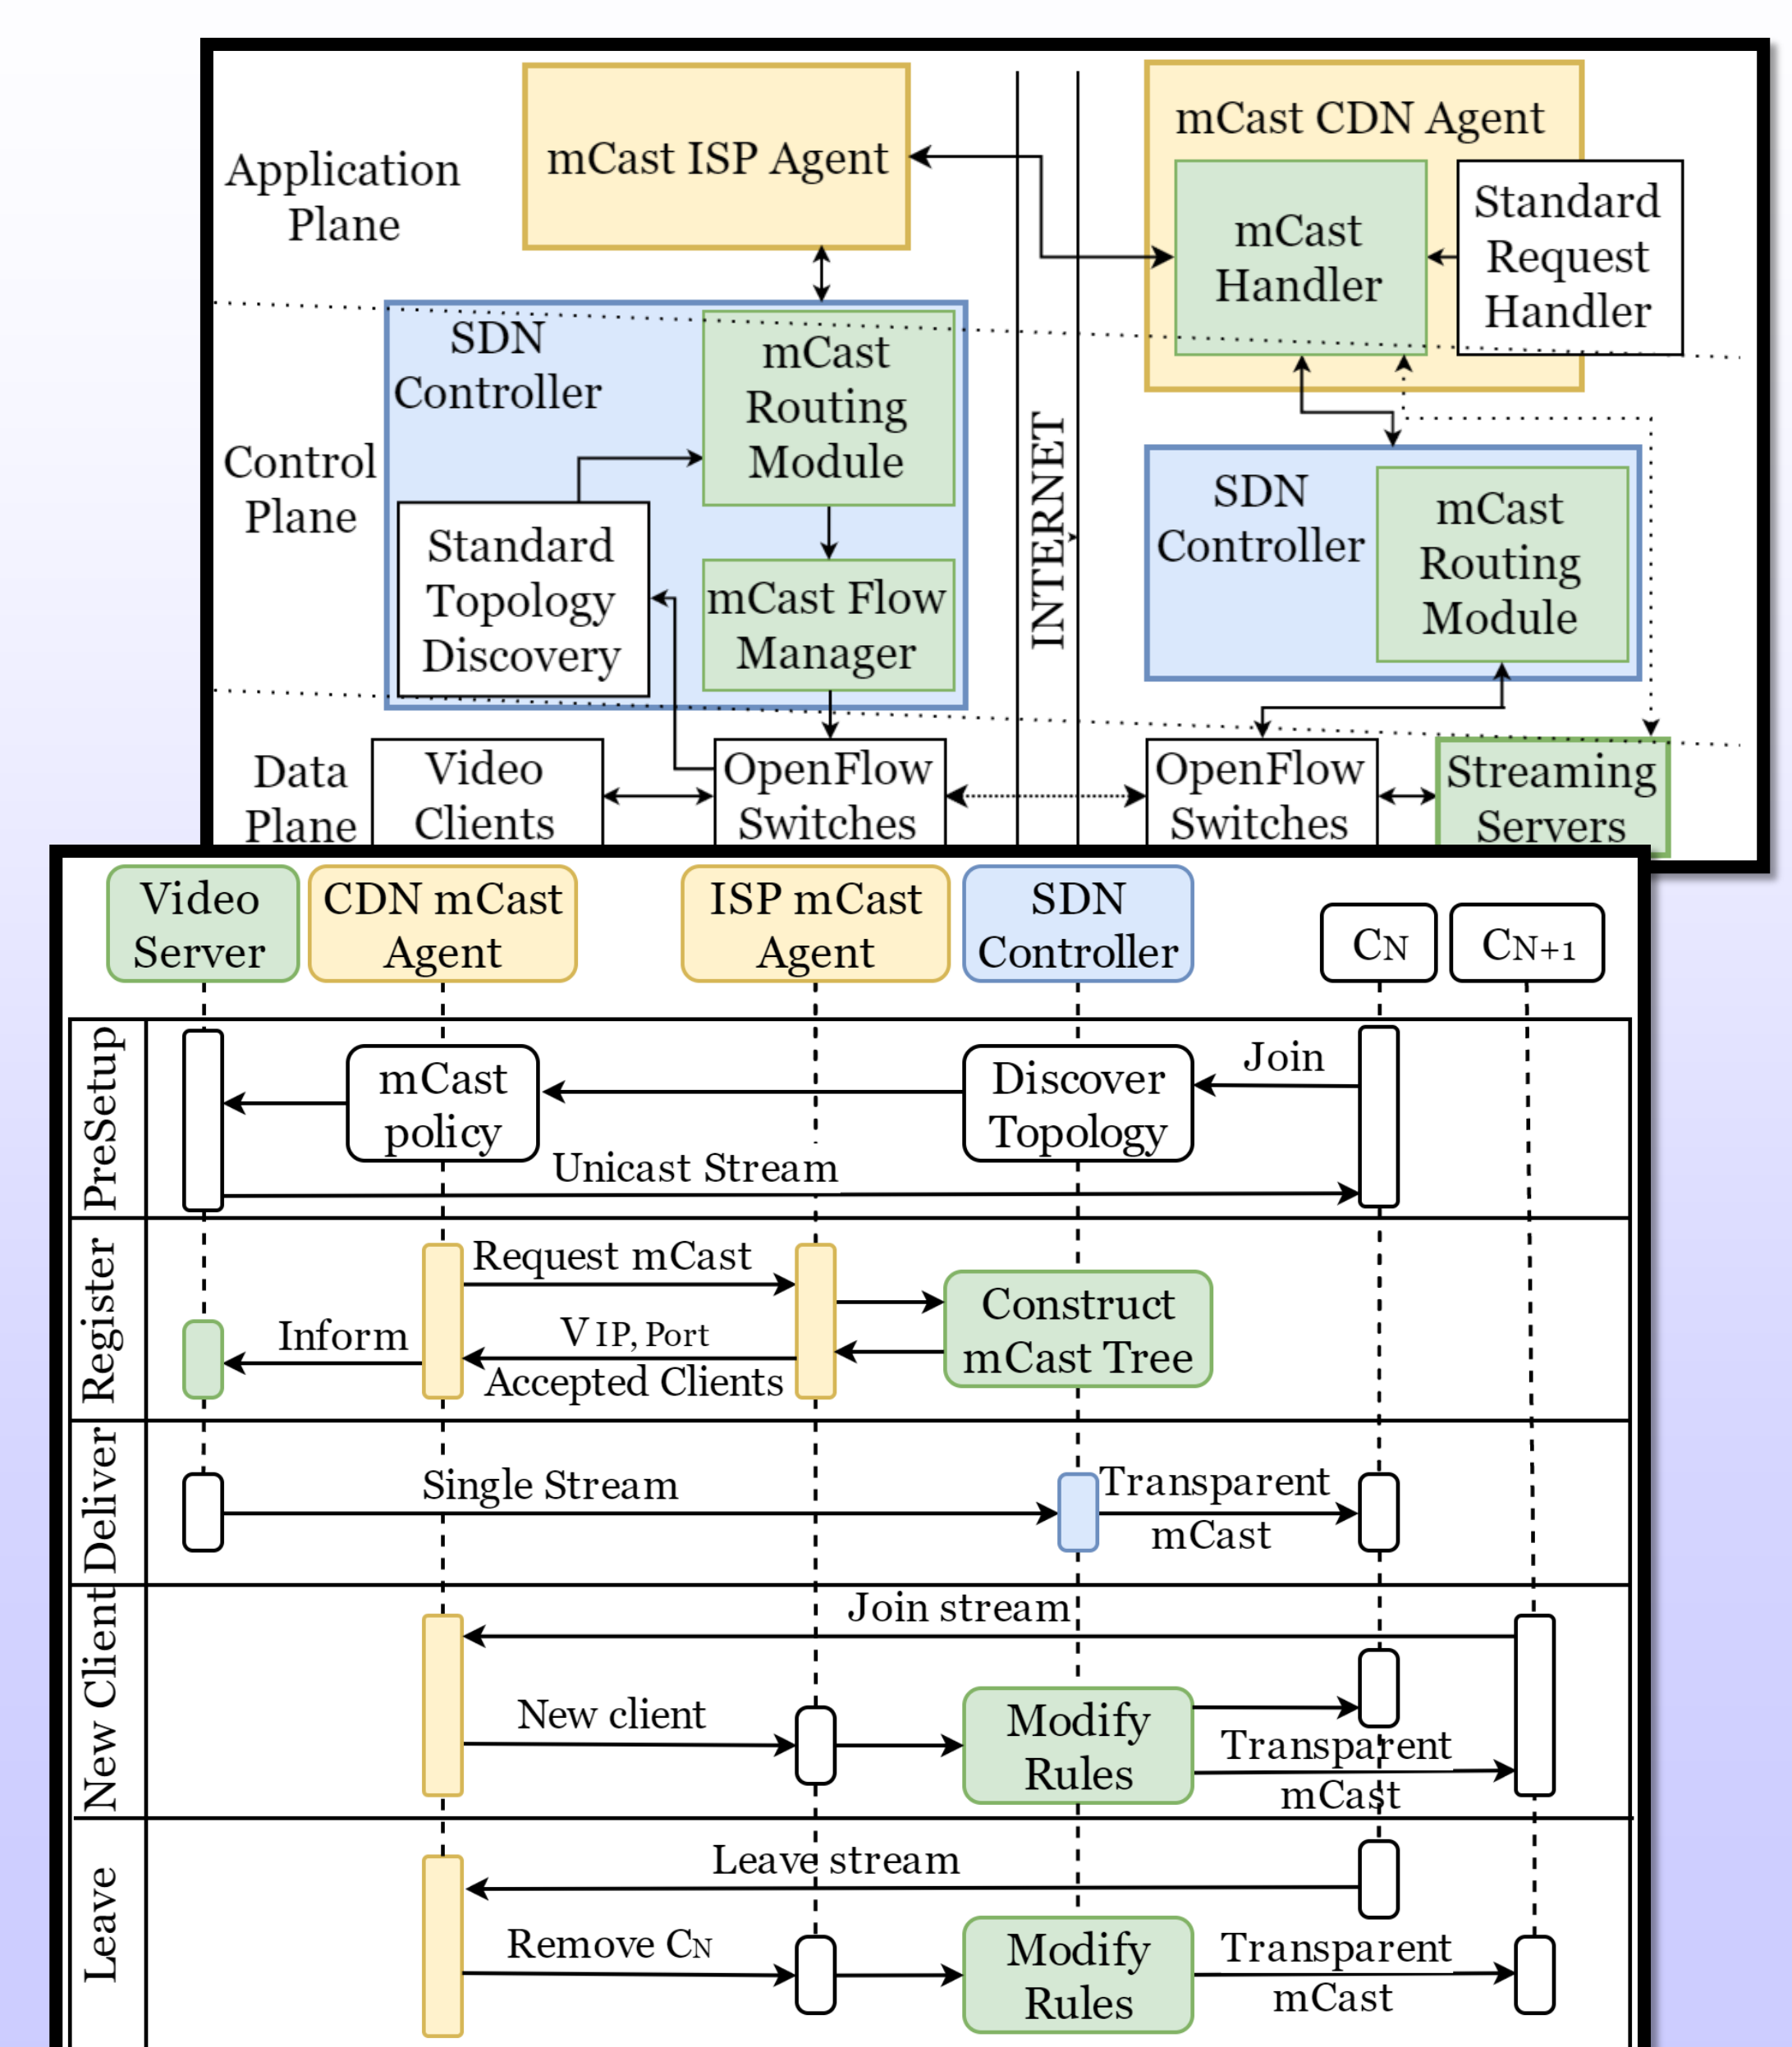 Application
Plane
mCast ISP Agent
mCast CDN Agent
mCast
Handler
Standard
Request
Handler
SDN
Controller
mCast
Routing
Module
Control
Plane
Standard
Topology
Discovery
mCast Flow
Manager
INTERNET
SDN
Controller
mCast
Routing
Module
Data
Plane
Video
Clients
OpenFlow
Switches
OpenFlow
Switches
Streaming
Servers
Video
Server
CDN mCast
Agent
ISP mCast
Agent
SDN
Controller
CN
CN+1
PreSetup
mCast
policy
Discover
Topology
Join
Unicast Stream
Register
Request mCast
Construct
mCast Tree
Inform
VIP, Port
Accepted Clients
Deliver
Single Stream
Transparent
mCast
New Client
Join stream
New client
Modify
Rules
Transparent
mCast
Leave
Leave stream
Remove CN
Modify
Rules
Transparent
mCast